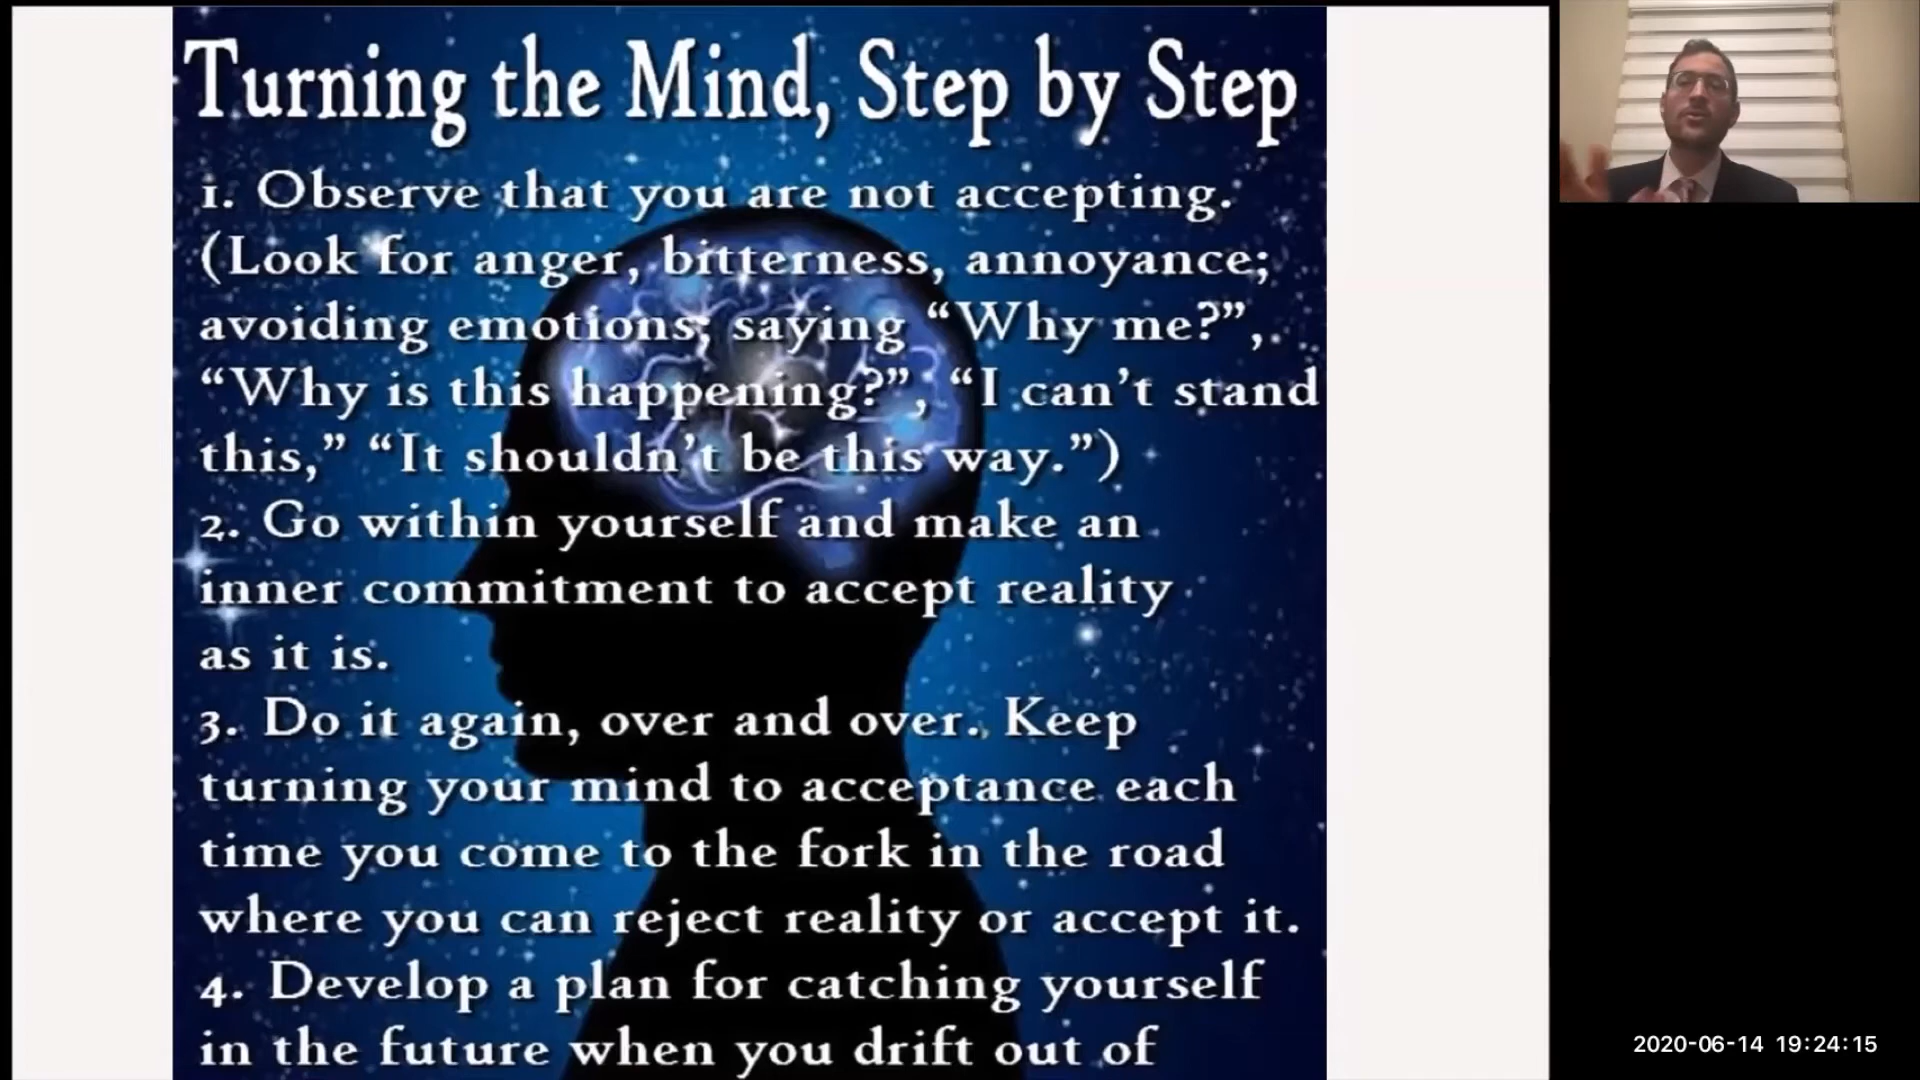 Turning the Mind, Step by Step
1. Observe that you are not accepting.
(Look for anger, bitterness, annoyance;
avoiding emotions; saying “Why me?”,
“Why is this happening?”, “I can’t stand
this,” “It shouldn’t be this way.”)
2. Go within yourself and make an
inner commitment to accept reality
as it is.
3. Do it again, over and over. Keep
turning your mind to acceptance each
time you come to the fork in the road
where you can reject reality or accept it.
4. Develop a plan for catching yourself
in the future when you drift out of
2020-06-14 19:24:15